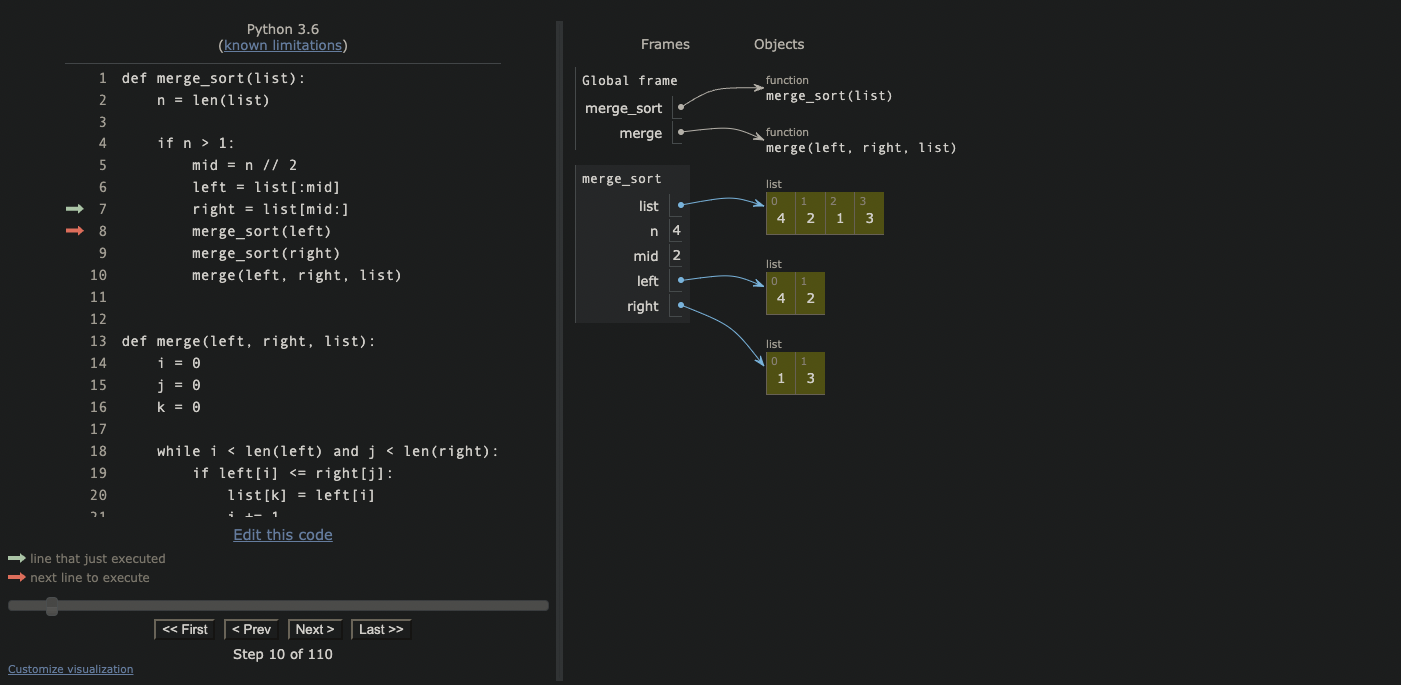 Python 3.6
(known limitations)
1 def merge_sort(list):
2     n = len(list)
3
4     if n > 1:
5         mid = n // 2
6         left = list[:mid]
7         right = list[mid:]
8         merge_sort(left)
9         merge_sort(right)
10         merge(left, right, list)
11
12
13 def merge(left, right, list):
14     i = 0
15     j = 0
16     k = 0
17
18     while i < len(left) and j < len(right):
19         if left[i] <= right[j]:
20             list[k] = left[i]
21             i += 1
Edit this code
line that just executed
next line to execute
<< First < Prev Next > Last >>
Step 10 of 110
Customize visualization
Frames Objects
Global frame
merge_sort
merge
function
merge_sort(list)
function
merge(left, right, list)
merge_sort
list
n 4
mid 2
left
right
list
0 1 2 3
4 2 1 3
list
0 1
4 2
list
0 1
1 3